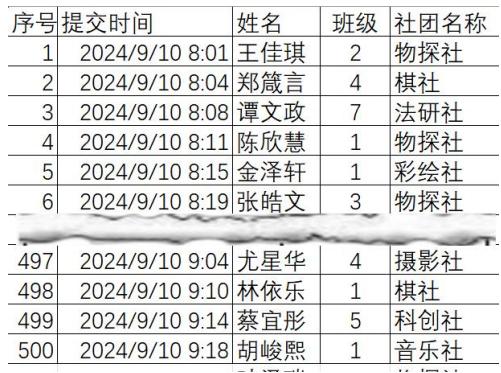 序号 提交时间 姓名 班级 社团名称
1 2024/9/10 8:01 王佳琪 2 物探社
2 2024/9/10 8:04 郑箴言 4 棋社
3 2024/9/10 8:08 谭文政 7 法研社
4 2024/9/10 8:11 陈欣慧 1 物探社
5 2024/9/10 8:15 金泽轩 1 彩绘社
6 2024/9/10 8:19 张皓文 3 物探社
497 2024/9/10 9:04 尤星华 4 摄影社
498 2024/9/10 9:10 林依乐 1 棋社
499 2024/9/10 9:14 蔡宜彤 5 科创社
500 2024/9/10 9:18 胡峻熙 1 音乐社